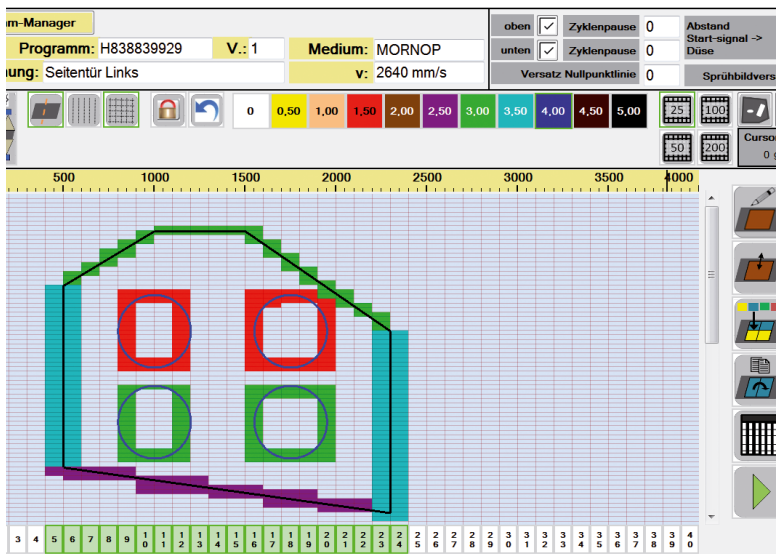 m-Manager
Programm: H838839929 V.: 1 Medium: MORNOP
ung: Seitentür Links v: 2640 mm/s
oben Zyklenpause 0
unten Zyklenpause 0
Versatz Nullpunktlinie 0
Abstand
Start-signal ->
Düse
Sprühbildvers
0 0,50 1,00 1,50 2,00 2,50 3,00 3,50 4,00 4,50 5,00
25 100
50 200
Curso
0
500 1000 1500 2000 2500 3000 3500 4000
3 4 5 6 7 8 9 10 11 12 13 14 15 16 17 18 19 20 21 22 23 24 25 26 27 28 29 30 31 32 33 34 35 36 37 38 39 40